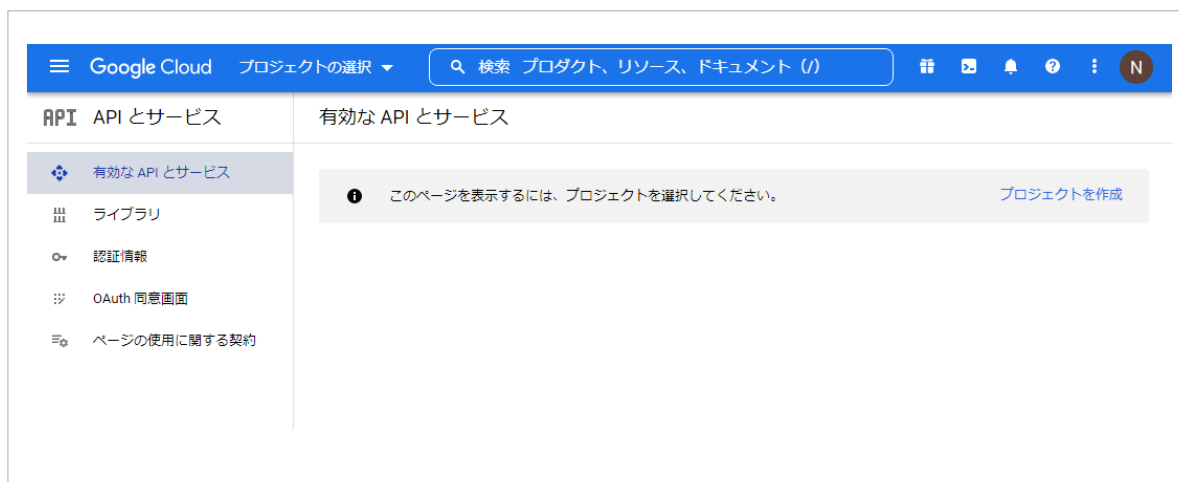 Google Cloud プロジェクトの選択 検索 プロダクト、リソース、ドキュメント (/) N
API API とサービス
有効な API とサービス
有効な API とサービス
このページを表示するには、プロジェクトを選択してください。 プロジェクトを作成
ライブラリ
認証情報
OAuth 同意画面
ページの使用に関する契約